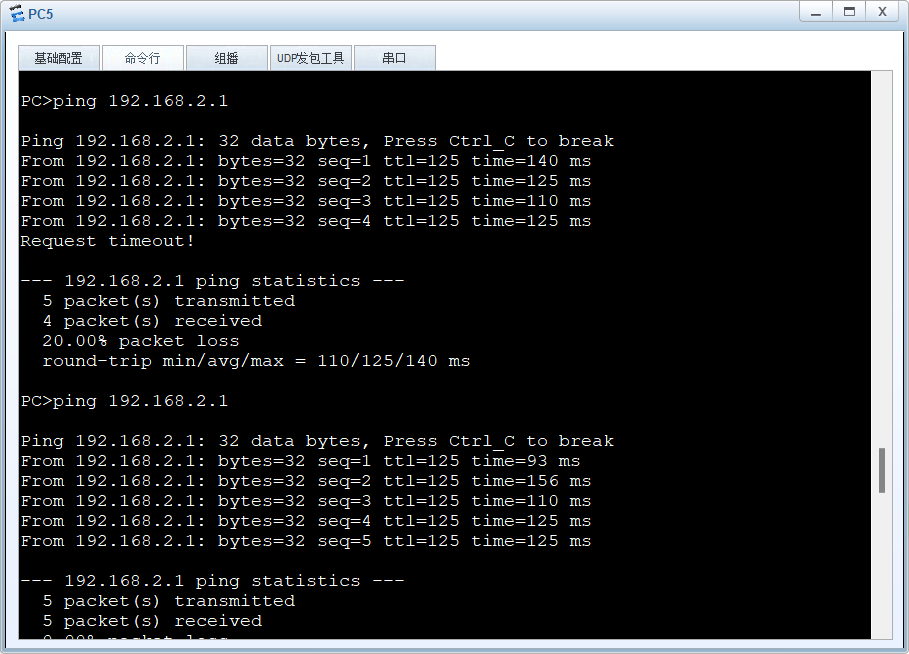 PC5
基础配置 命令行 组播 UDP发包工具 串口
PC>ping 192.168.2.1
Ping 192.168.2.1: 32 data bytes, Press Ctrl_C to break
From 192.168.2.1: bytes=32 seq=1 ttl=125 time=140 ms
From 192.168.2.1: bytes=32 seq=2 ttl=125 time=125 ms
From 192.168.2.1: bytes=32 seq=3 ttl=125 time=110 ms
From 192.168.2.1: bytes=32 seq=4 ttl=125 time=125 ms
Request timeout!
--- 192.168.2.1 ping statistics ---
5 packet(s) transmitted
4 packet(s) received
20.00% packet loss
round-trip min/avg/max = 110/125/140 ms
PC>ping 192.168.2.1
Ping 192.168.2.1: 32 data bytes, Press Ctrl_C to break
From 192.168.2.1: bytes=32 seq=1 ttl=125 time=93 ms
From 192.168.2.1: bytes=32 seq=2 ttl=125 time=156 ms
From 192.168.2.1: bytes=32 seq=3 ttl=125 time=110 ms
From 192.168.2.1: bytes=32 seq=4 ttl=125 time=125 ms
From 192.168.2.1: bytes=32 seq=5 ttl=125 time=125 ms
--- 192.168.2.1 ping statistics ---
5 packet(s) transmitted
5 packet(s) received
0.00% packet loss